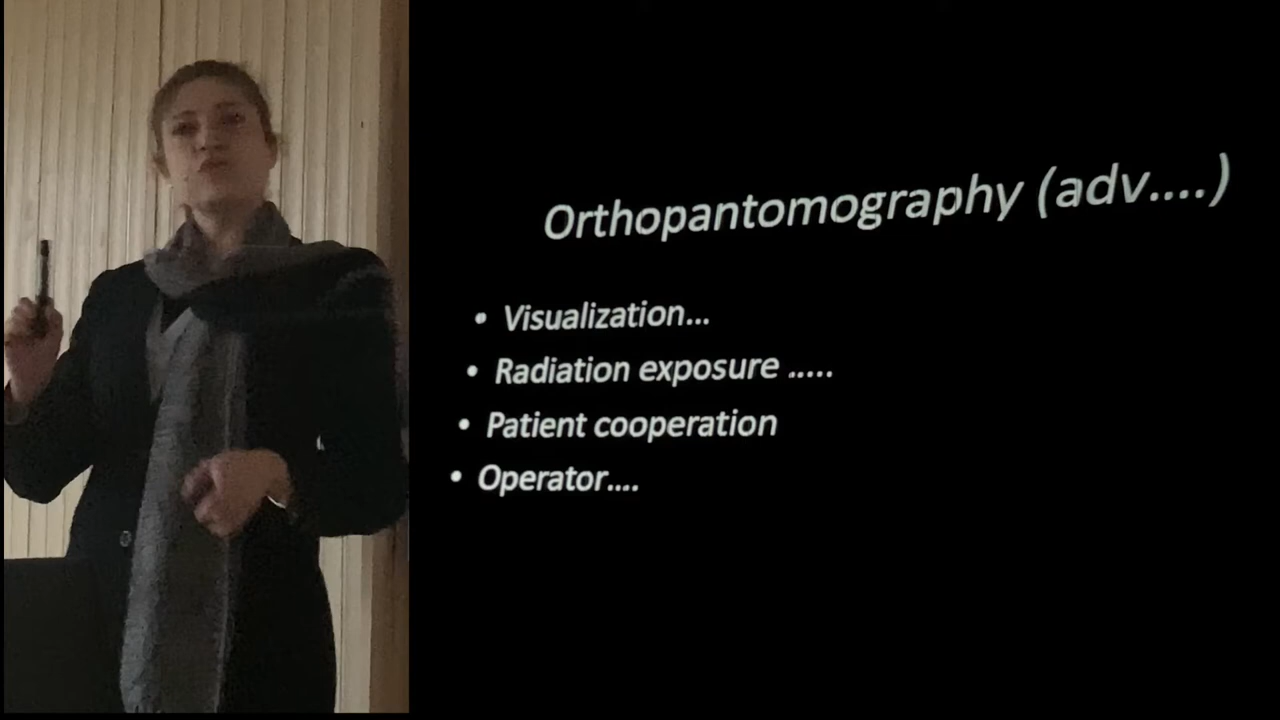 Orthopantomography (adv....)
• Visualization...
• Radiation exposure .....
• Patient cooperation
• Operator....